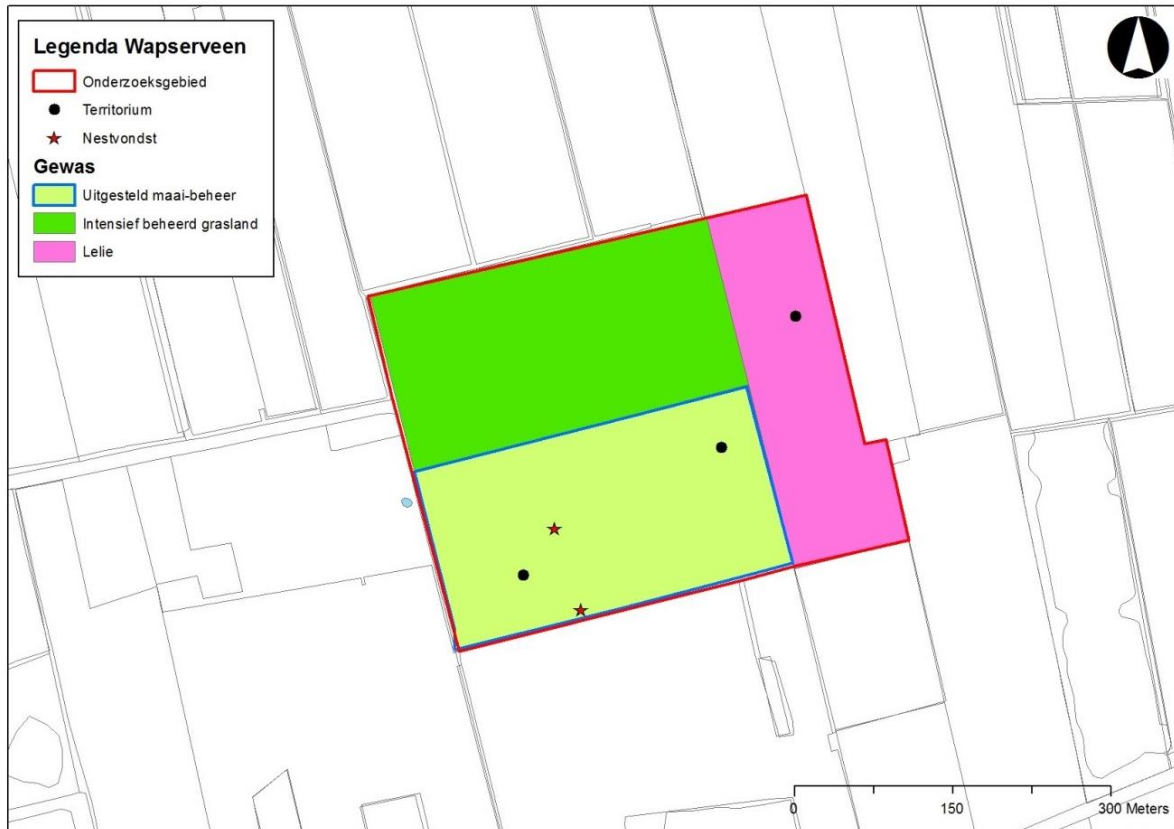 Legenda Wapserveen
Onderzoeksgebied
Territorium
Nestvondst
Gewas
Uitgesteld maai-beheer
Intensief beheerd grasland
Lelie
0 150 300 Meters